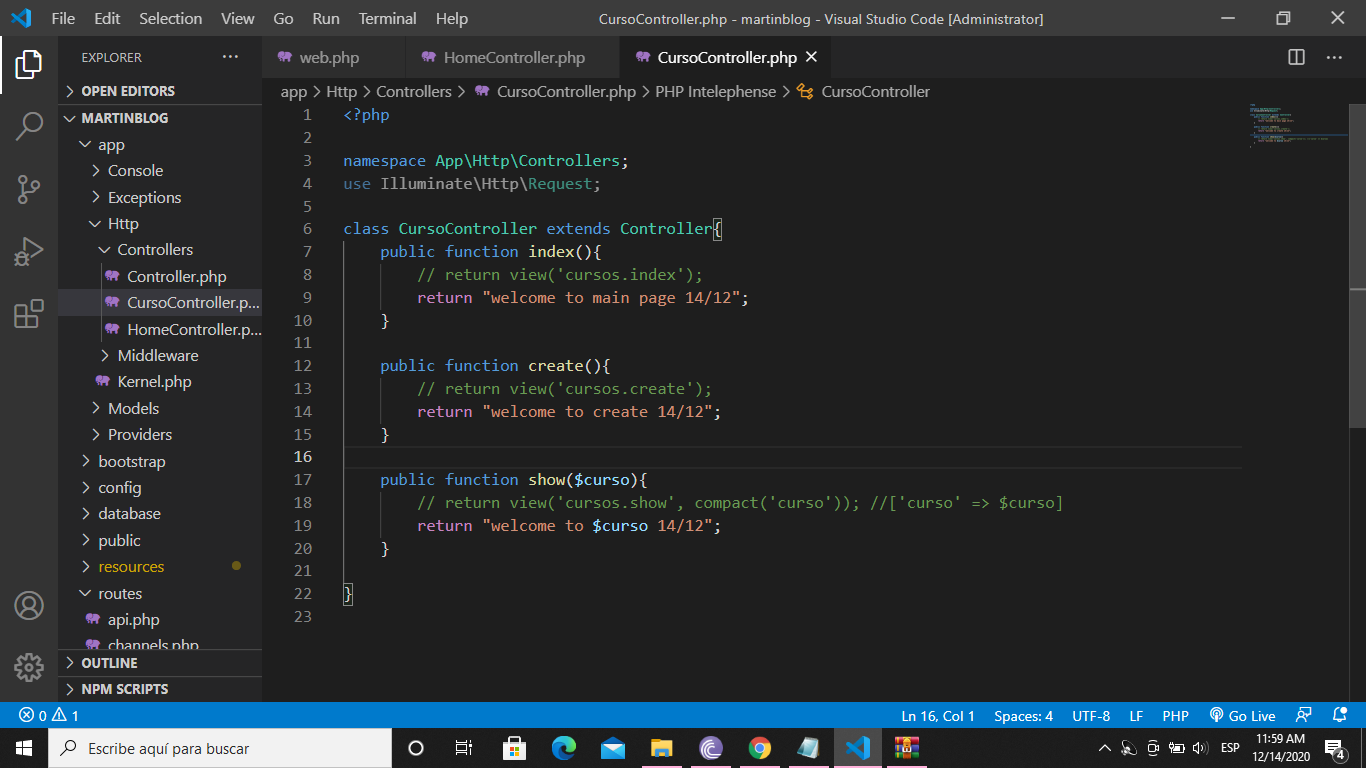 File Edit Selection View Go Run Terminal Help CursoController.php - martinblog - Visual Studio Code [Administrator]
EXPLORER
OPEN EDITORS
MARTINBLOG
app
Console
Exceptions
Http
Controllers
Controller.php
CursoController.p...
HomeController.p...
Middleware
Kernel.php
Models
Providers
bootstrap
config
database
public
resources
routes
api.php
channels.php
OUTLINE
NPM SCRIPTS
web.php HomeController.php CursoController.php
app > Http > Controllers > CursoController.php > PHP Intelephense > CursoController
1 <?php
2
3 namespace App\Http\Controllers;
4 use Illuminate\Http\Request;
5
6 class CursoController extends Controller{
7 public function index(){
8 // return view('cursos.index');
9 return "welcome to main page 14/12";
10 }
11
12 public function create(){
13 // return view('cursos.create');
14 return "welcome to create 14/12";
15 }
16
17 public function show($curso){
18 // return view('cursos.show', compact('curso')); //['curso' => $curso]
19 return "welcome to $curso 14/12";
20 }
21
22 }
23
0 1 Ln 16, Col 1 Spaces: 4 UTF-8 LF PHP Go Live
Escribe aquí para buscar
ESP
11:59 AM
12/14/2020
4